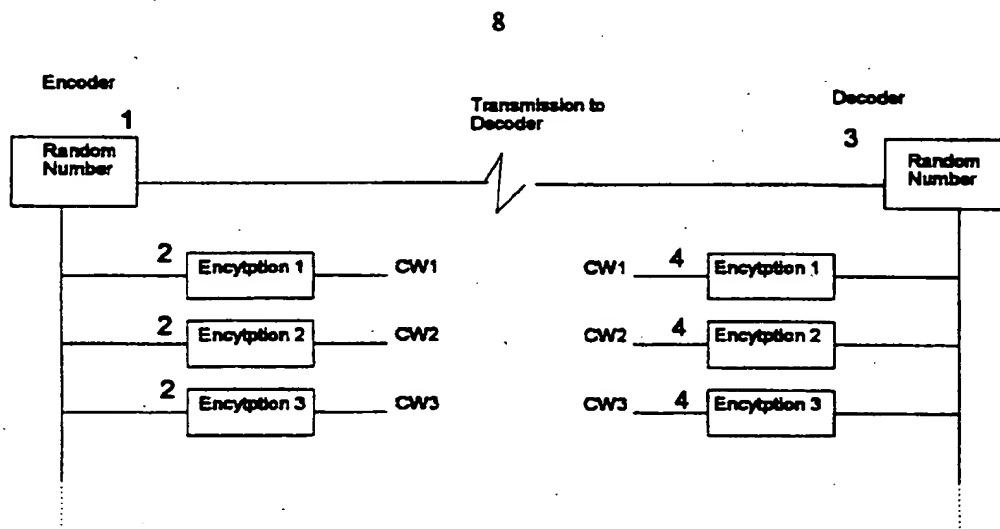 8
Encoder
Decoder
Transmission to
Decoder
1
3
Random
Number
Random
Number
2
Encytption 1
CW1
CW1
4
Encytption 1
2
Encytption 2
CW2
CW2
4
Encytption 2
2
Encytption 3
CW3
CW3
4
Encytption 3